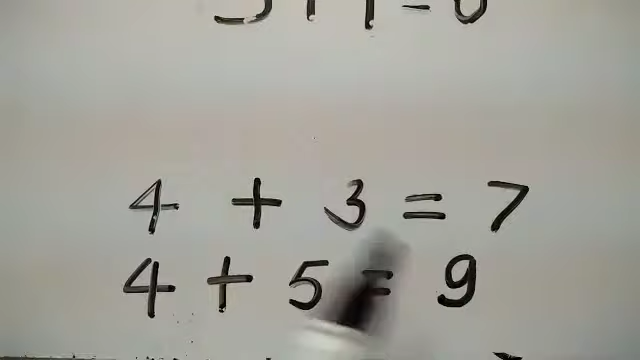 4 + 3 = 7
4 + 5 = 9